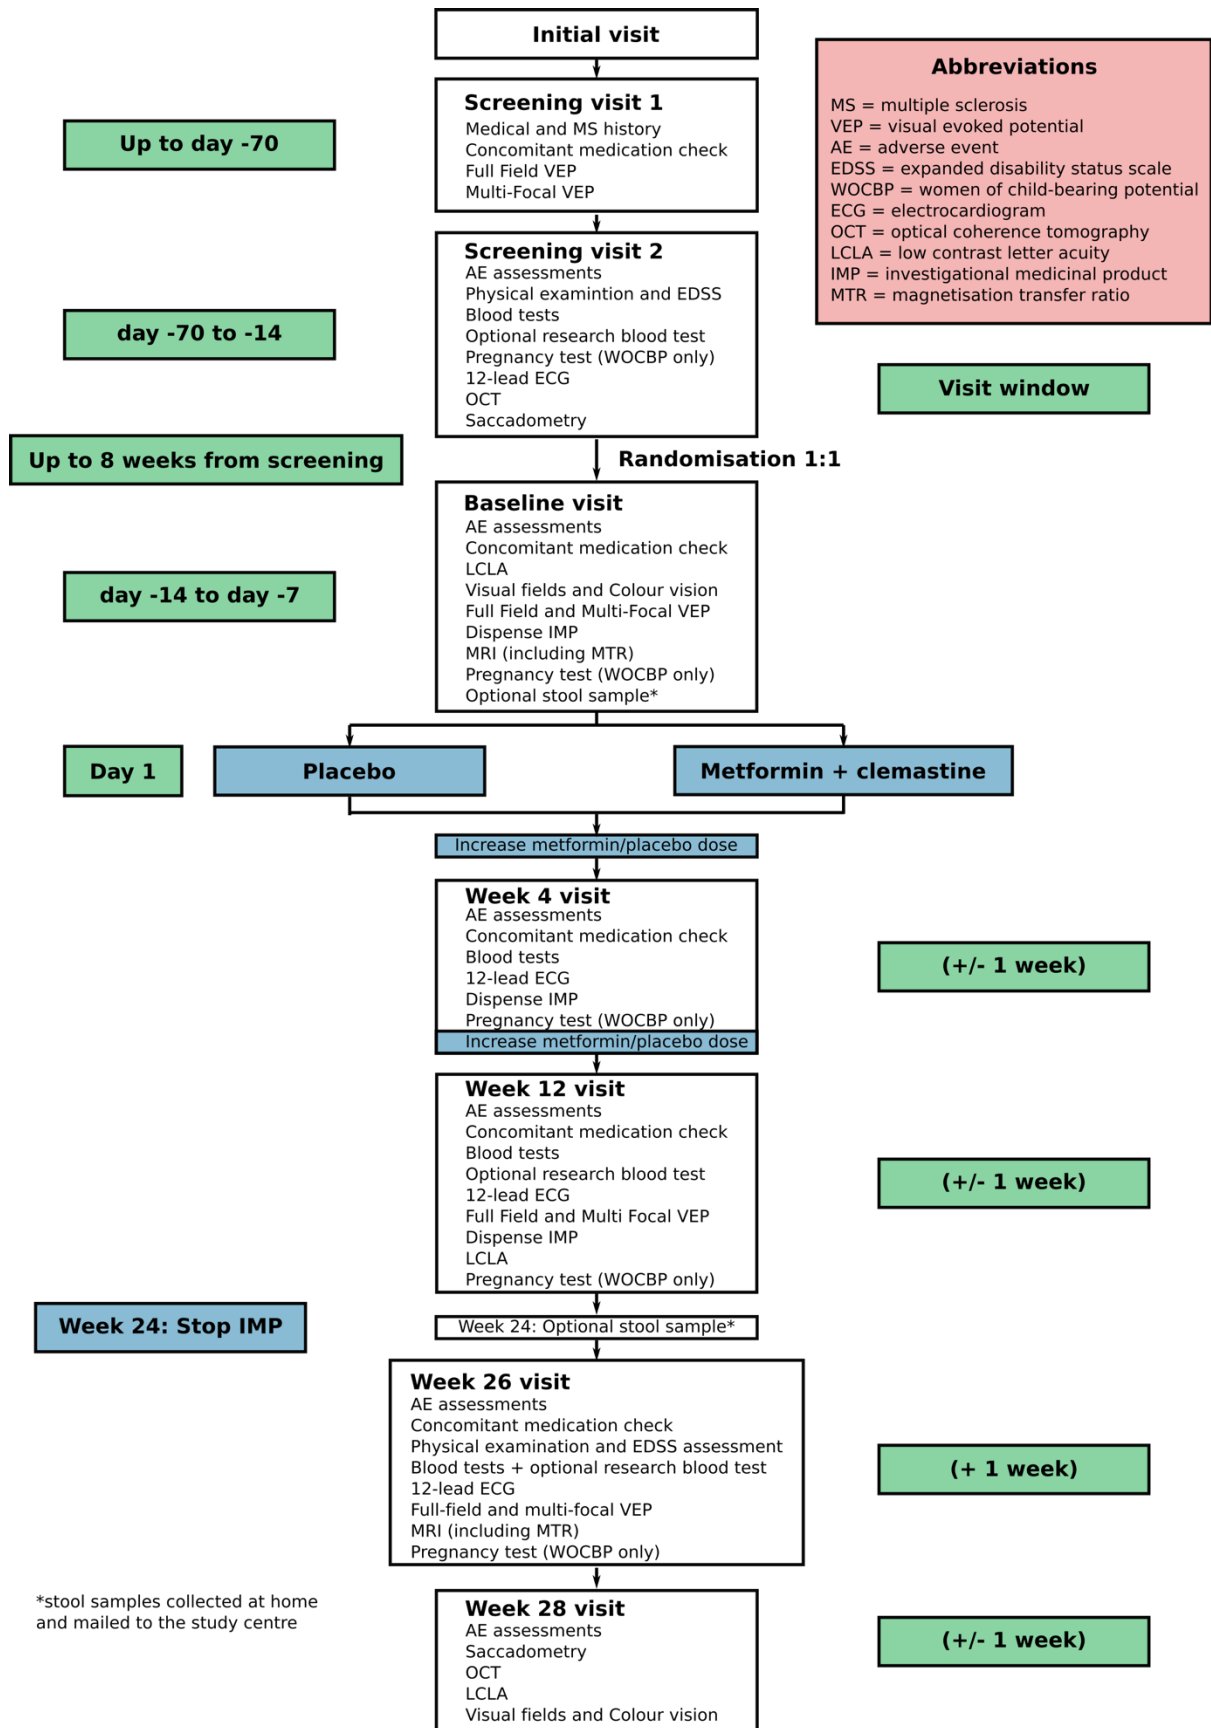 Initial visit
Abbreviations
MS = multiple sclerosis
VEP = visual evoked potential
AE = adverse event
EDSS = expanded disability status scale
WOCBP = women of child-bearing potential
ECG = electrocardiogram
OCT = optical coherence tomography
LCLA = low contrast letter acuity
IMP = investigational medicinal product
MTR = magnetisation transfer ratio
Up to day -70
Screening visit 1
Medical and MS history
Concomitant medication check
Full Field VEP
Multi-Focal VEP
day -70 to -14
Screening visit 2
AE assessments
Physical examintion and EDSS
Blood tests
Optional research blood test
Pregnancy test (WOCBP only)
12-lead ECG
OCT
Saccadometry
Visit window
Up to 8 weeks from screening
Randomisation 1:1
day -14 to day -7
Baseline visit
AE assessments
Concomitant medication check
LCLA
Visual fields and Colour vision
Full Field and Multi-Focal VEP
Dispense IMP
MRI (including MTR)
Pregnancy test (WOCBP only)
Optional stool sample*
Day 1
Placebo
Metformin + clemastine
Increase metformin/placebo dose
Week 4 visit
AE assessments
Concomitant medication check
Blood tests
12-lead ECG
Dispense IMP
Pregnancy test (WOCBP only)
Increase metformin/placebo dose
(+/- 1 week)
Week 12 visit
AE assessments
Concomitant medication check
Blood tests
Optional research blood test
12-lead ECG
Full Field and Multi Focal VEP
Dispense IMP
LCLA
Pregnancy test (WOCBP only)
(+/- 1 week)
Week 24: Stop IMP
Week 24: Optional stool sample*
Week 26 visit
AE assessments
Concomitant medication check
Physical examination and EDSS assessment
Blood tests + optional research blood test
12-lead ECG
Full-field and multi-focal VEP
MRI (including MTR)
Pregnancy test (WOCBP only)
(+ 1 week)
*stool samples collected at home
and mailed to the study centre
Week 28 visit
AE assessments
Saccadometry
OCT
LCLA
Visual fields and Colour vision
(+/- 1 week)